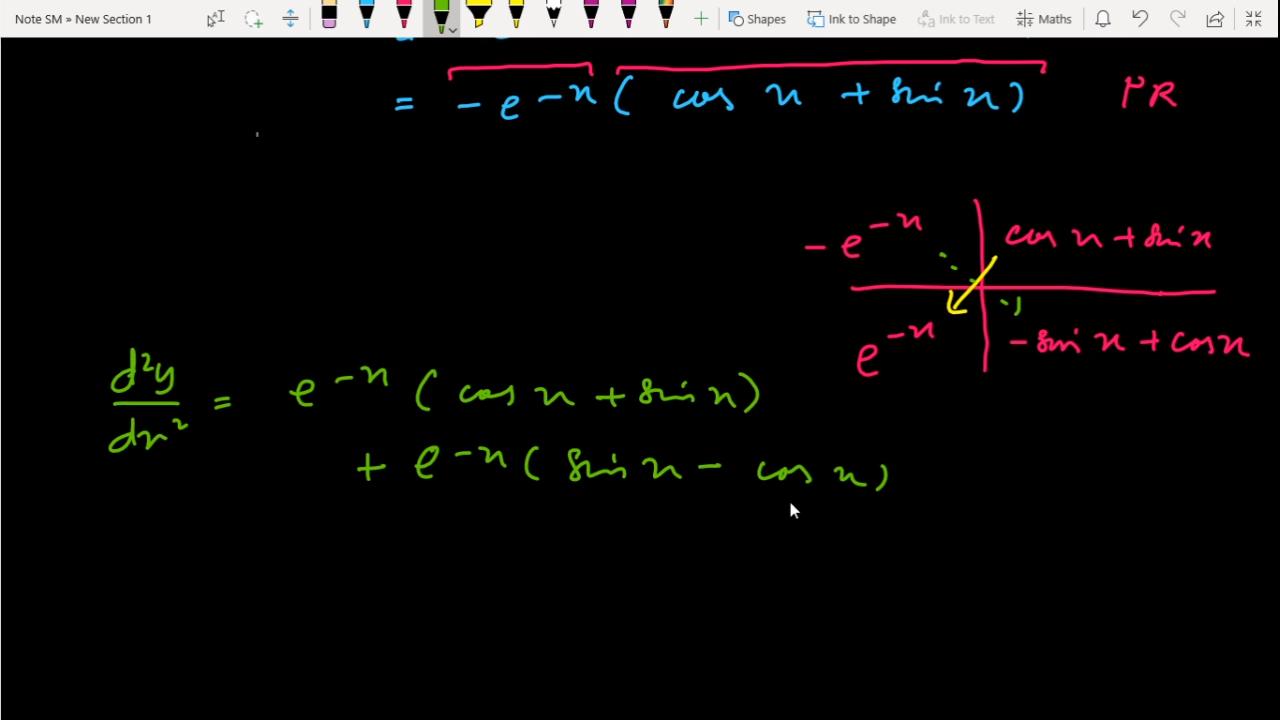 Note SM » New Section 1
Shapes
Ink to Shape
Ink to Text
Maths
= - e^-x ( cos x + sin x ) PR
- e^-x | cos x + sin x
e^-x | - sin x + cos x
d²y/dx² = e^-x ( cos x + sin x )
+ e^-x ( sin x - cos x )